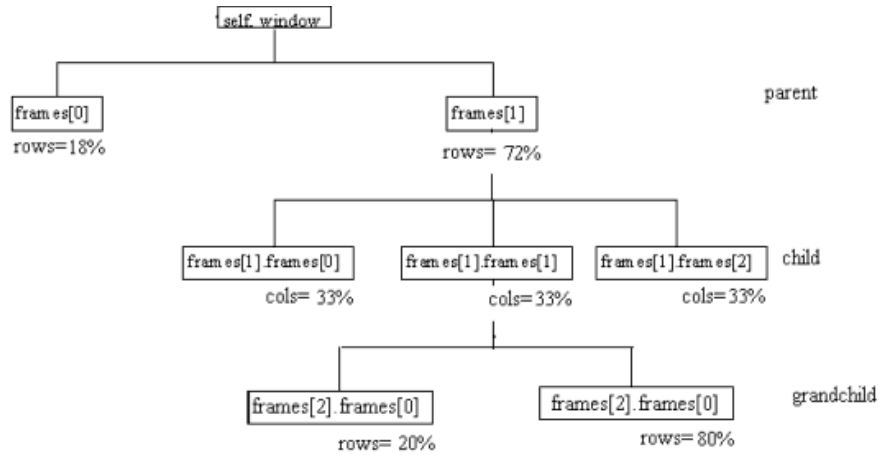 self. window
frames[0]
frames[1]
parent
rows=18%
rows= 72%
frames[1].frames[0]
frames[1].frames[1]
frames[1].frames[2]
child
cols= 33%
cols=33%
cols= 33%
frames[2].frames[0]
frames[2].frames[0]
grandchild
rows= 20%
rows= 80%